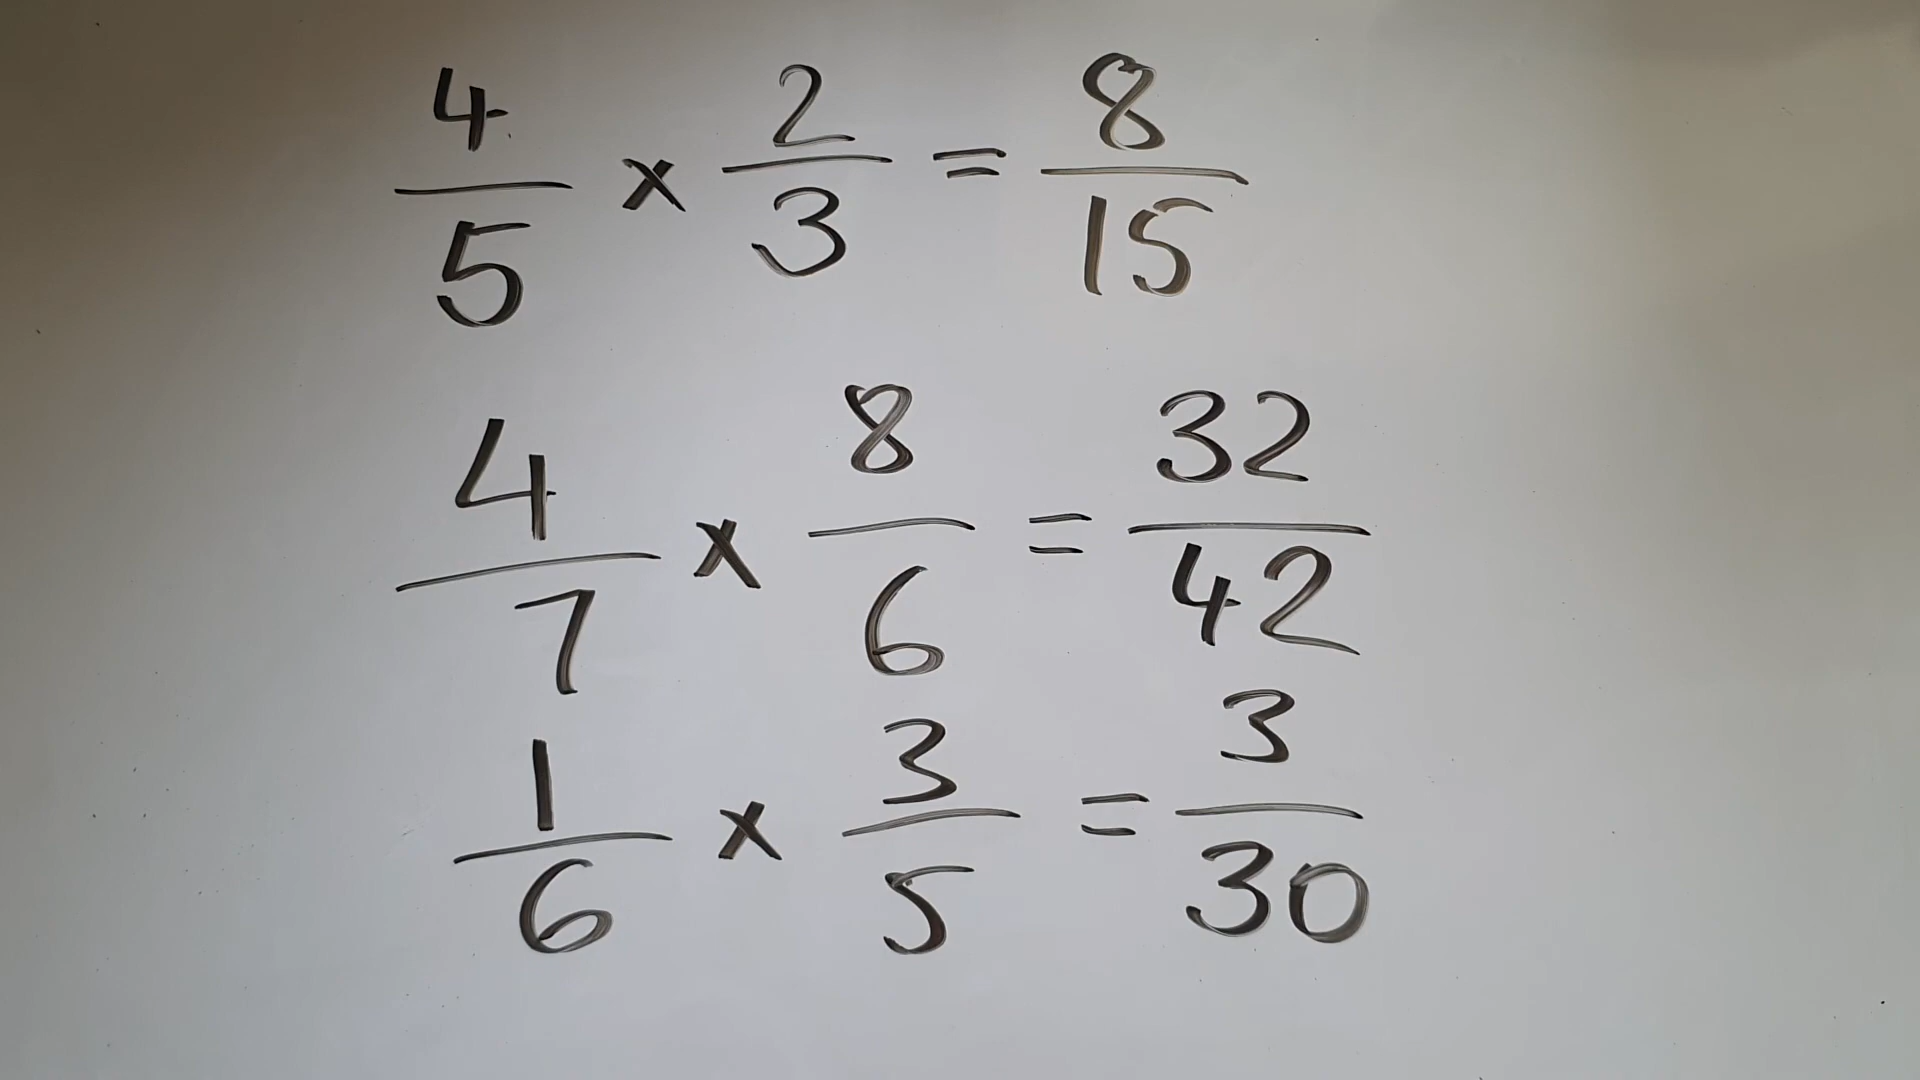 4/5 x 2/3 = 8/15
4/7 x 8/6 = 32/42
1/6 x 3/5 = 3/30